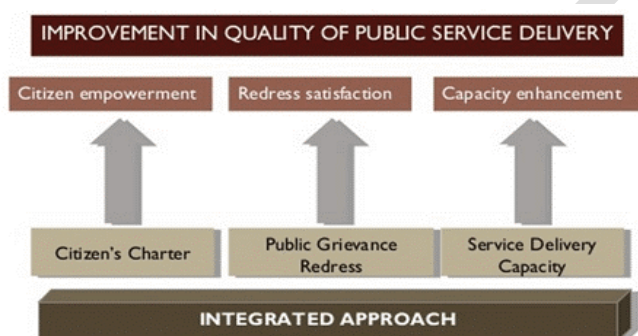 IMPROVEMENT IN QUALITY OF PUBLIC SERVICE DELIVERY
Citizen empowerment
Redress satisfaction
Capacity enhancement
Citizen's Charter
Public Grievance
Redress
Service Delivery
Capacity
INTEGRATED APPROACH